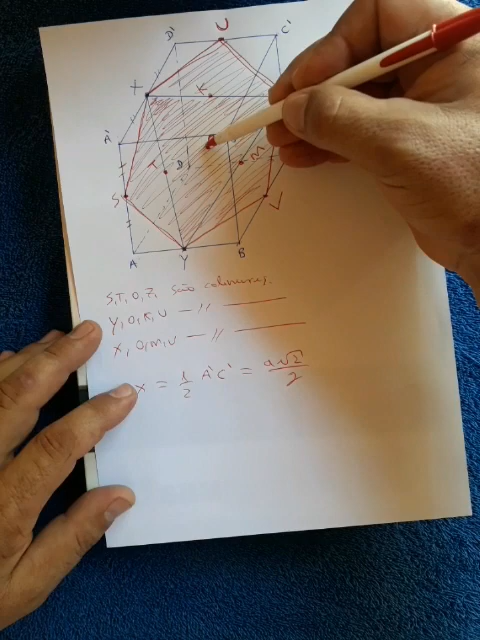 D'
U
C'
X
K
A'
S
T
D
M
V
A
Y
B
S, T, O, Z, são colineares.
Y, O, K, U — // —
X, O, M, V — // —
x = 1/2 A'C' = a√2/2